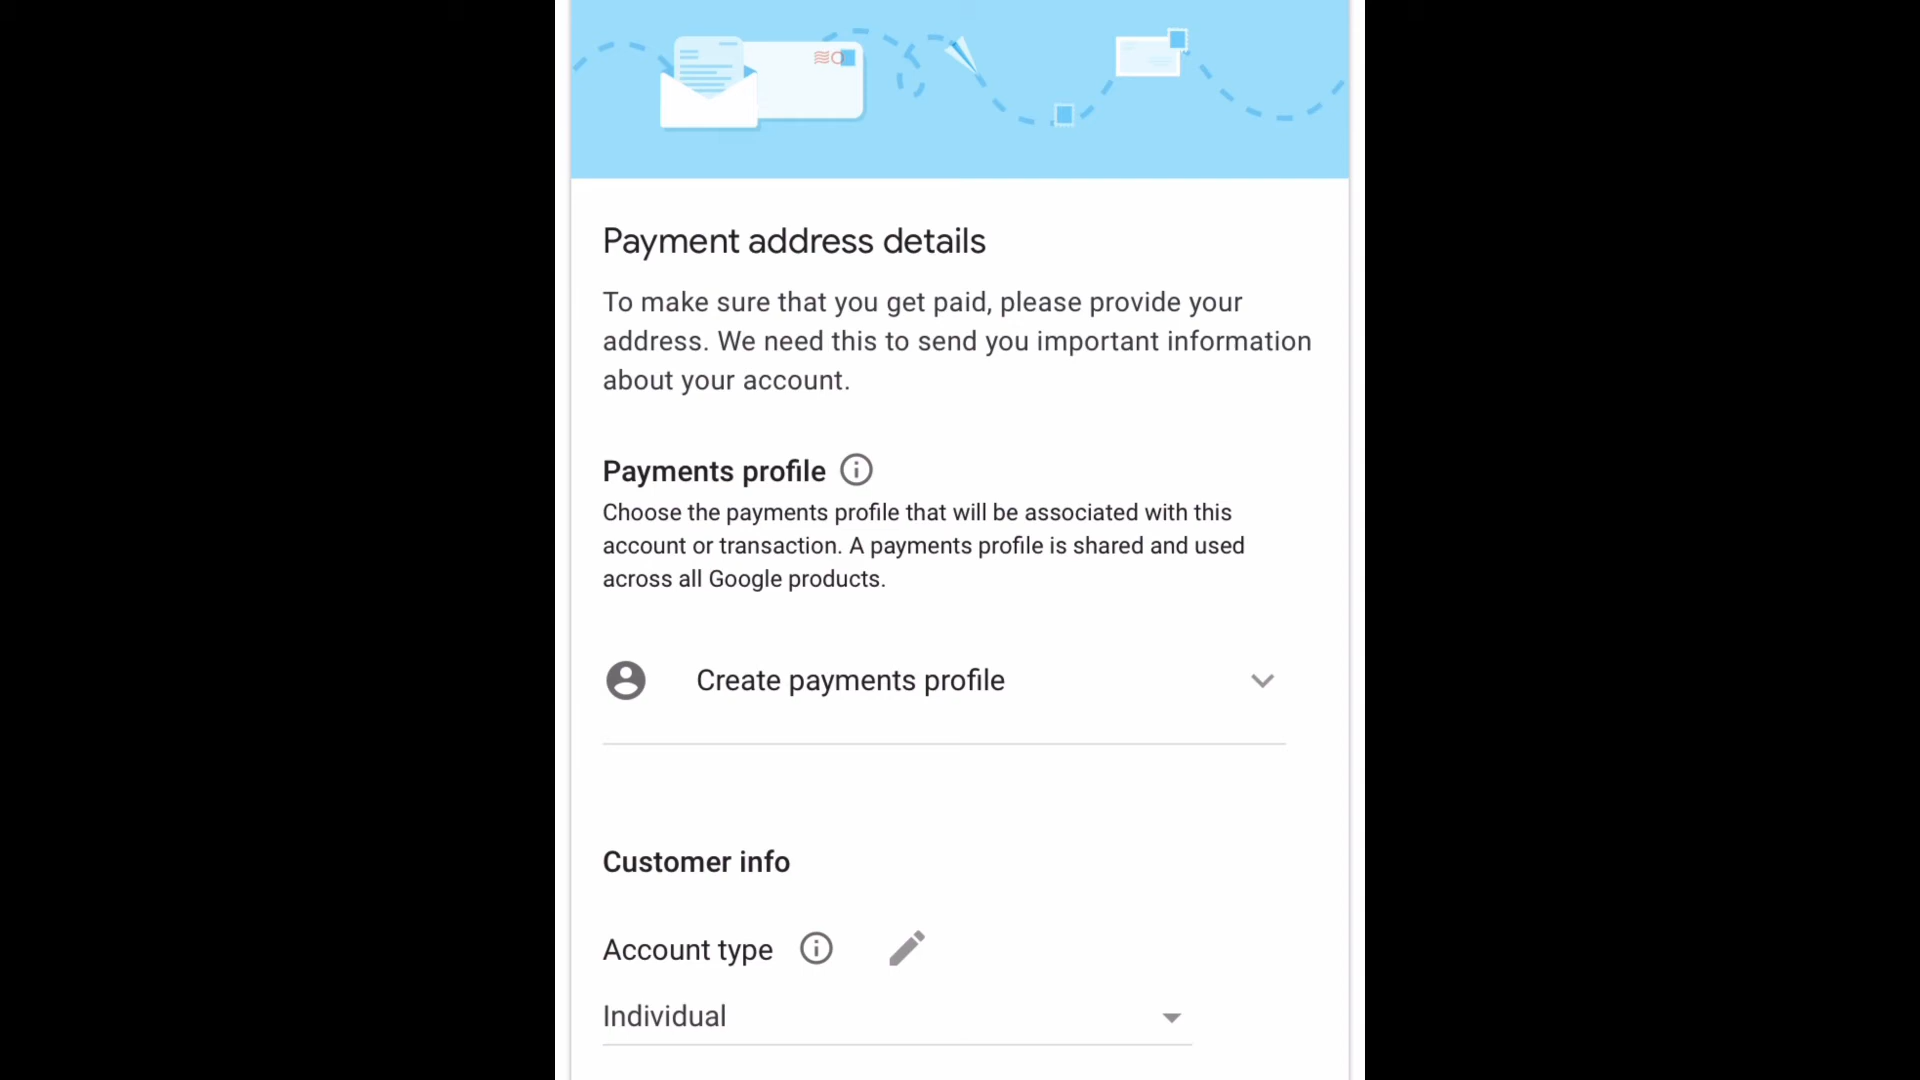 Payment address details
To make sure that you get paid, please provide your
address. We need this to send you important information
about your account.
Payments profile
Choose the payments profile that will be associated with this
account or transaction. A payments profile is shared and used
across all Google products.
Create payments profile
Customer info
Account type
Individual